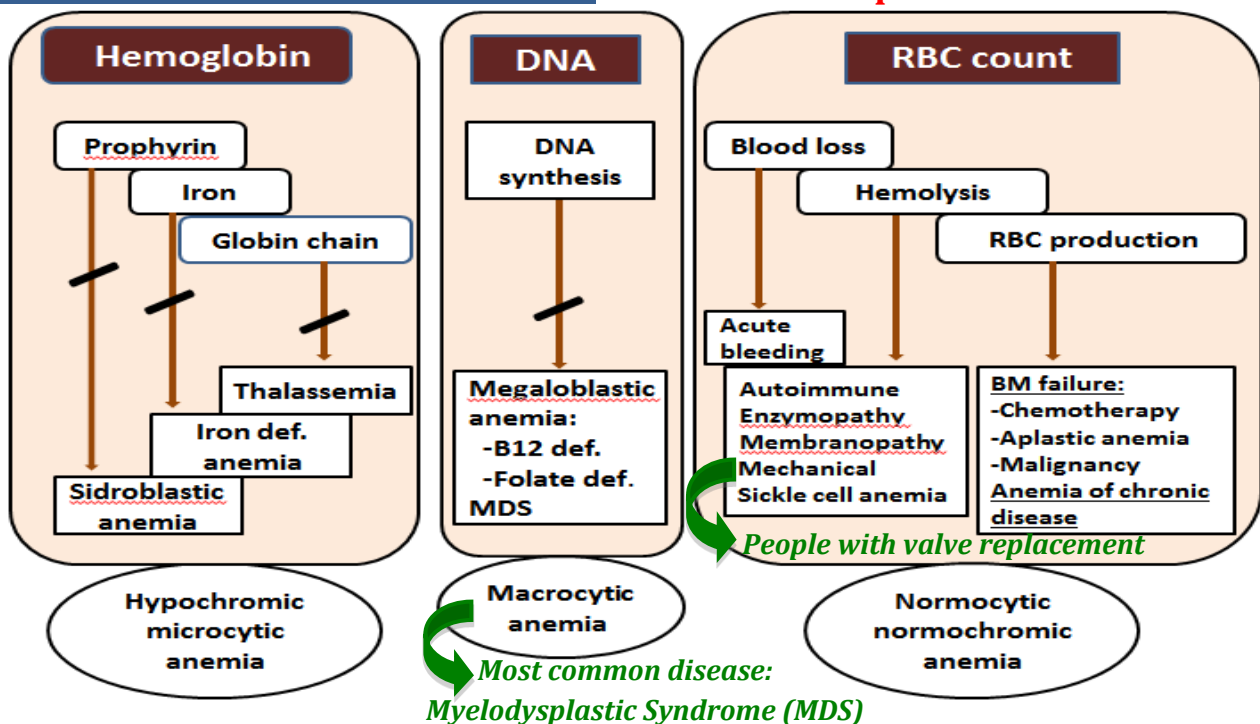 Hemoglobin
Prophyrin
Iron
Globin chain
Thalassemia
Iron def.
anemia
Sidroblastic
anemia
Hypochromic
microcytic
anemia
DNA
DNA
synthesis
Megaloblastic
anemia:
-B12 def.
-Folate def.
MDS
Macrocytic
anemia
Most common disease:
Myelodysplastic Syndrome (MDS)
RBC count
Blood loss
Hemolysis
RBC production
Acute
bleeding
Autoimmune
Enzymopathy
Membranopathy
Mechanical
Sickle cell anemia
BM failure:
-Chemotherapy
-Aplastic anemia
-Malignancy
Anemia of chronic
disease
People with valve replacement
Normocytic
normochromic
anemia